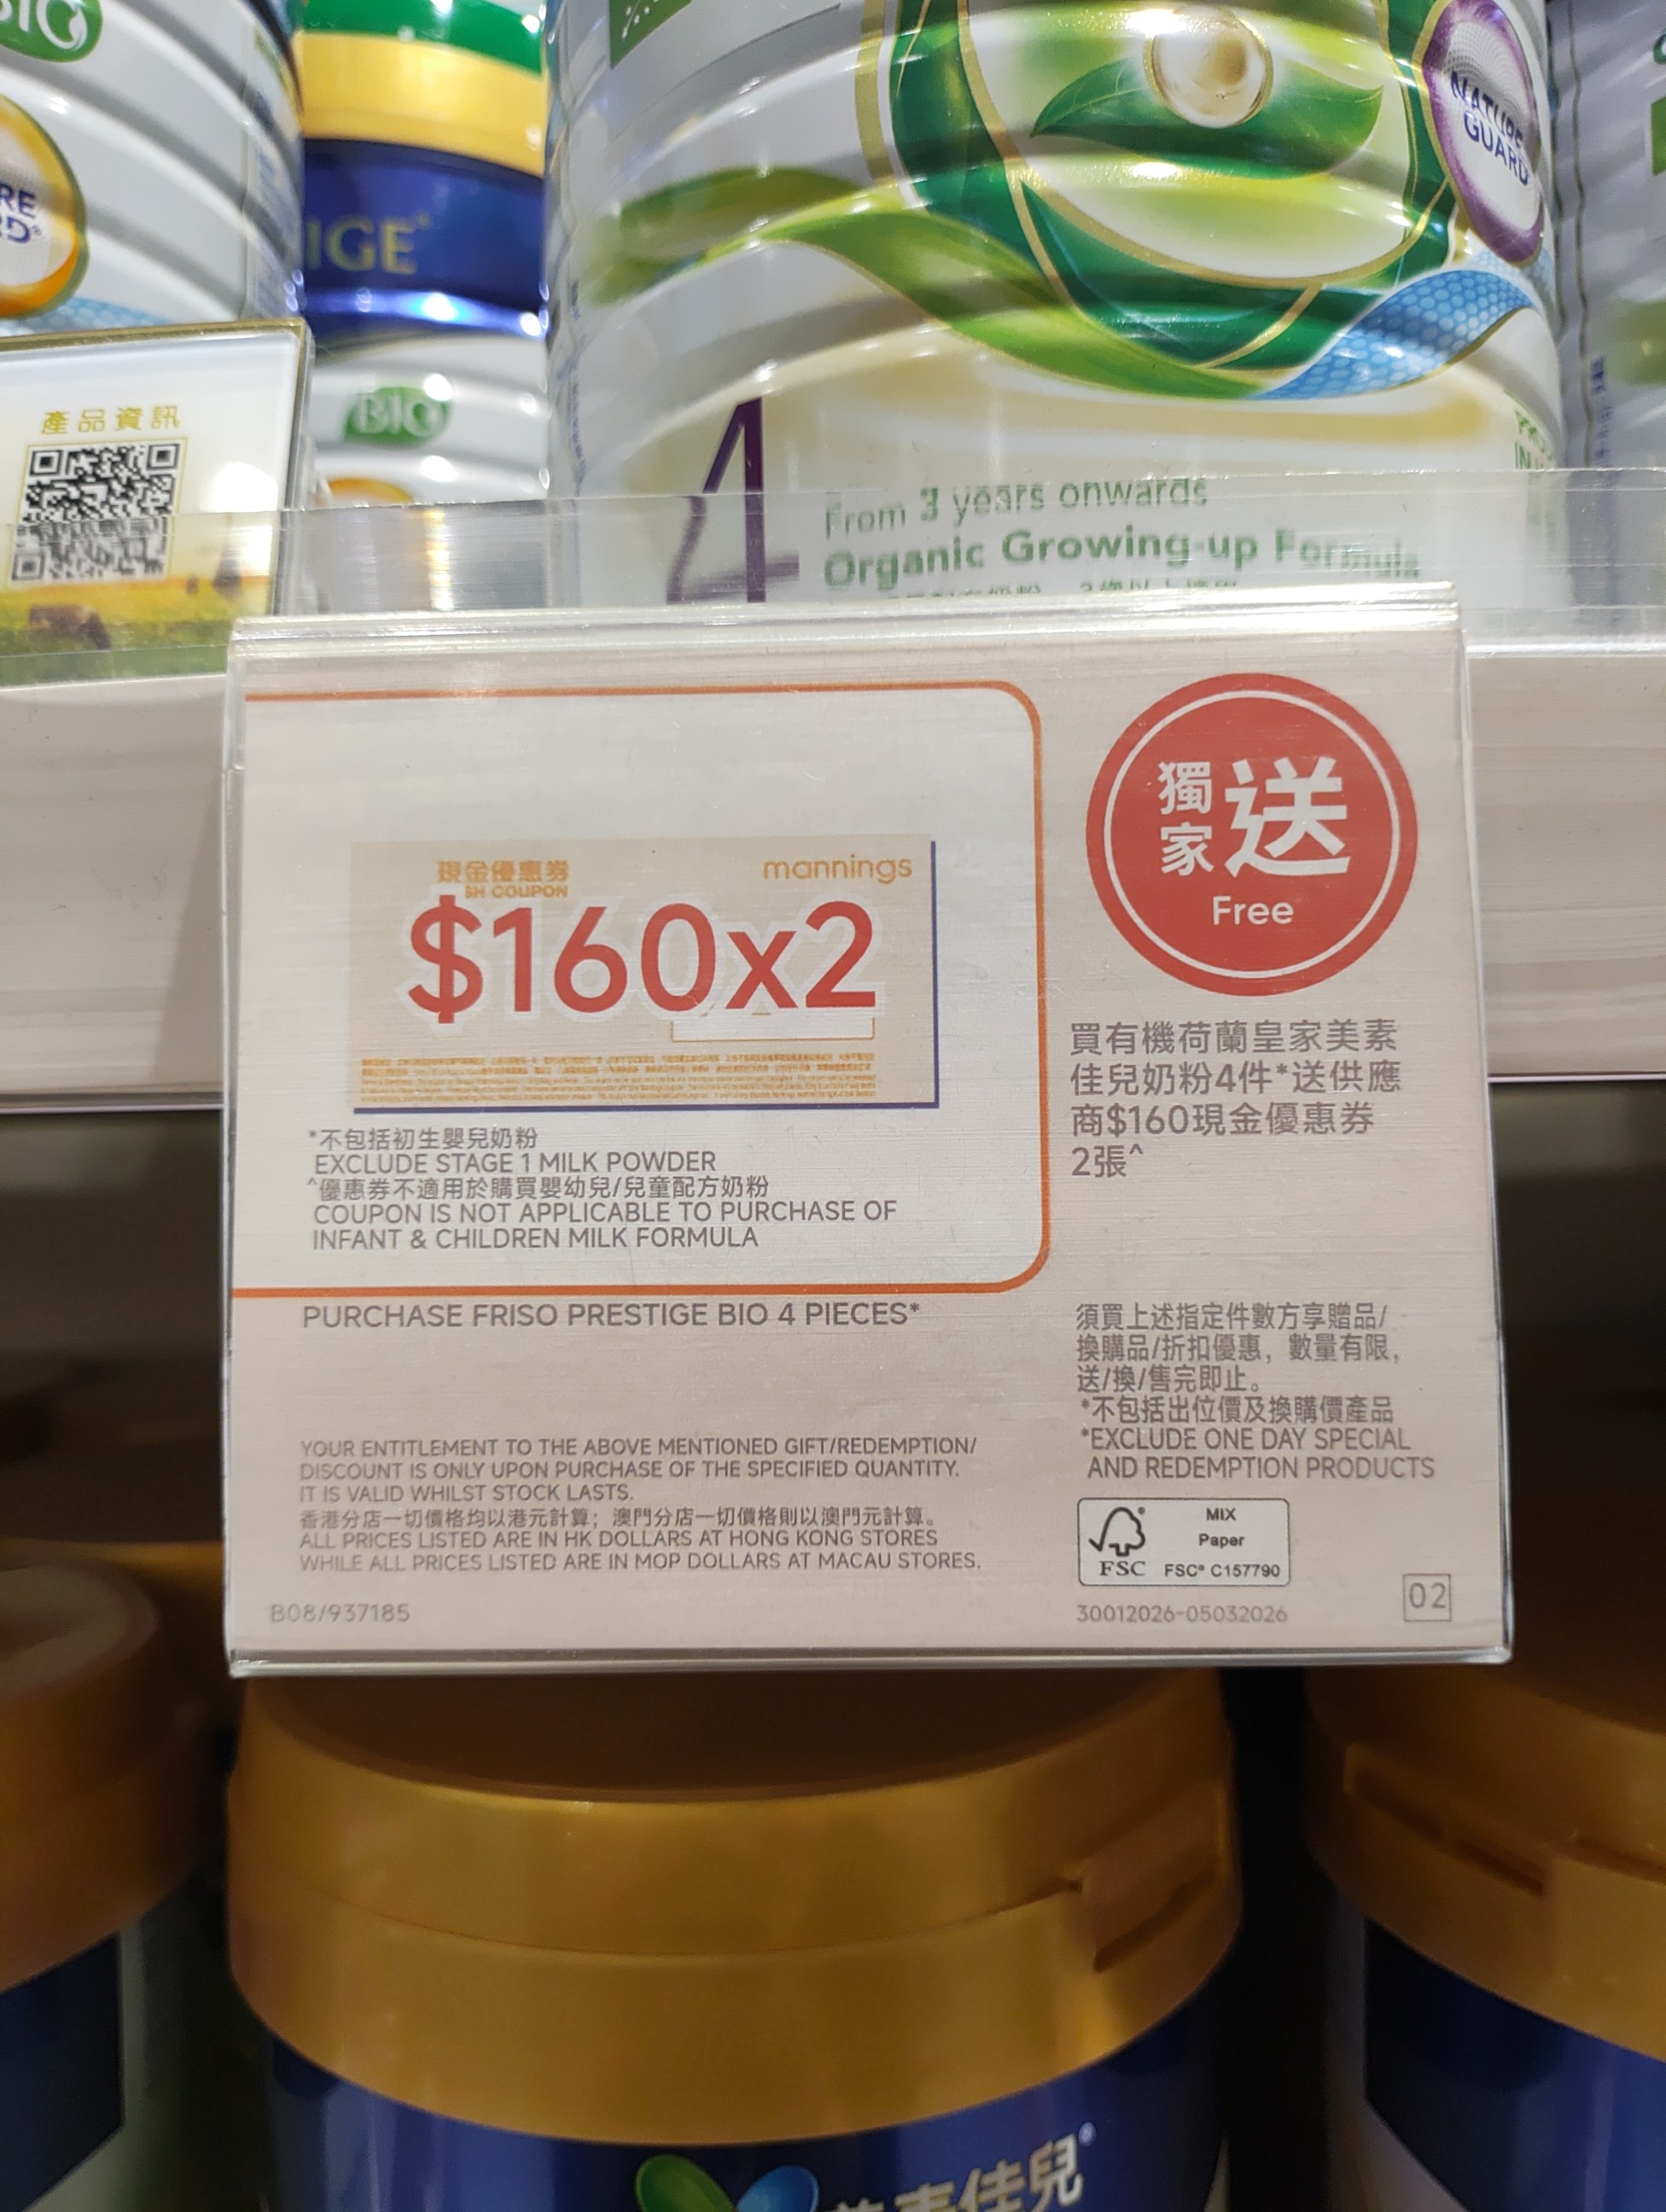 BIO
NATURE
GUARD
IGE
BIO
產品資訊
4
From 3 years onwards
Organic Growing-up Formula
獨家送
Free
現金優惠券
mannings
SH COUPON
$160x2
買有機荷蘭皇家美素
佳兒奶粉4件*送供應
商$160現金優惠券
2張^
*不包括初生嬰兒奶粉
EXCLUDE STAGE 1 MILK POWDER
^優惠券不適用於購買嬰幼兒/兒童配方奶粉
COUPON IS NOT APPLICABLE TO PURCHASE OF
INFANT & CHILDREN MILK FORMULA
PURCHASE FRISO PRESTIGE BIO 4 PIECES*
須買上述指定件數方享贈品/
換購品/折扣優惠，數量有限，
送/換/售完即止。
*不包括出位價及換購價產品
*EXCLUDE ONE DAY SPECIAL
AND REDEMPTION PRODUCTS
YOUR ENTITLEMENT TO THE ABOVE MENTIONED GIFT/REDEMPTION/
DISCOUNT IS ONLY UPON PURCHASE OF THE SPECIFIED QUANTITY.
IT IS VALID WHILST STOCK LASTS.
香港分店一切價格均以港元計算；澳門分店一切價格則以澳門元計算。
ALL PRICES LISTED ARE IN HK DOLLARS AT HONG KONG STORES
WHILE ALL PRICES LISTED ARE IN MOP DOLLARS AT MACAU STORES.
FSC
MIX
Paper
FSC® C157790
B08/937185
30012026-05032026
02
素佳兒®